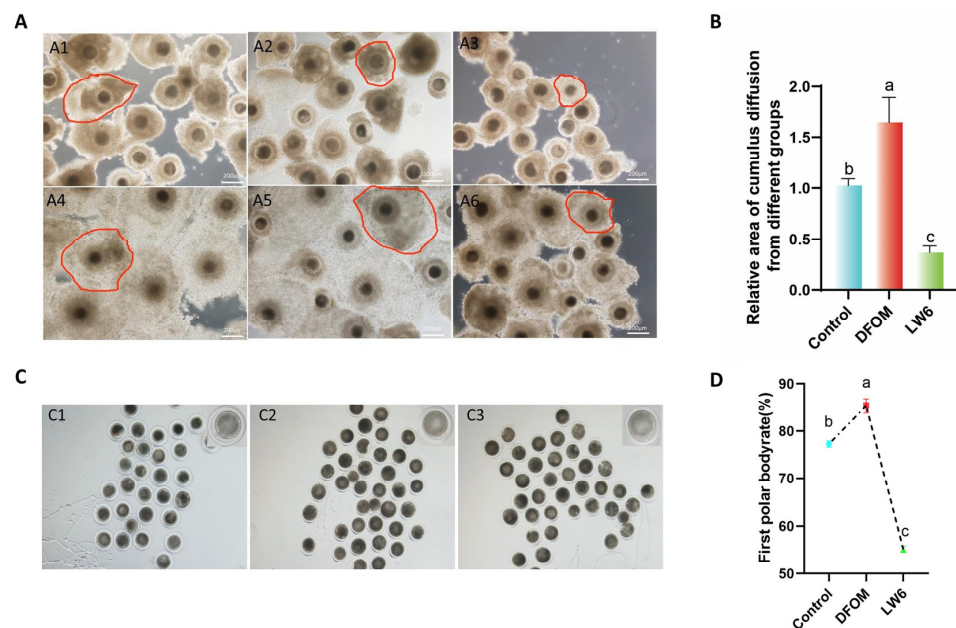 A
A1
A2
A3
200μm
200μm
200μm
A4
A5
A6
200μm
200μm
200μm
B
Relative area of cumulus diffusion
from different groups
2.0
1.5
1.0
0.5
0.0
b
a
c
Control
DFOM
LW6
C
C1
C2
C3
D
First polar bodyrate(%)
90
80
70
60
50
b
a
c
Control
DFOM
LW6